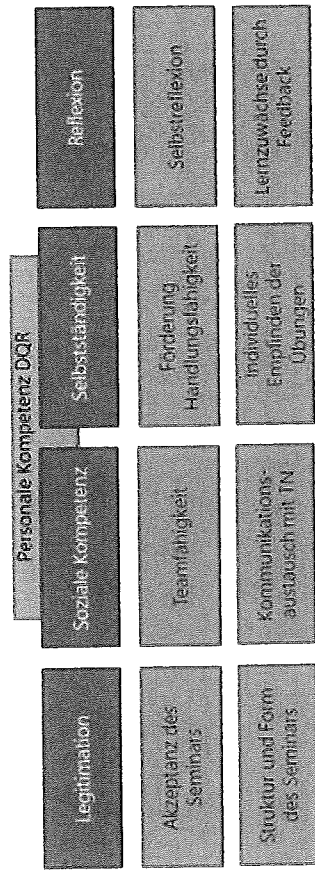 Personale Kompetenz DQR
Legitimation
Soziale Kompetenz
Selbstständigkeit
Reflexion
Akzeptanz des
Seminars
Teamfähigkeit
Förderung
Handlungsfähigkeit
Selbstreflexion
Struktur und Form
des Seminars
Kommunikations-
austausch mit TN
individuelles
Empfinden der
Übungen
Lernzuwächse durch
Feedback